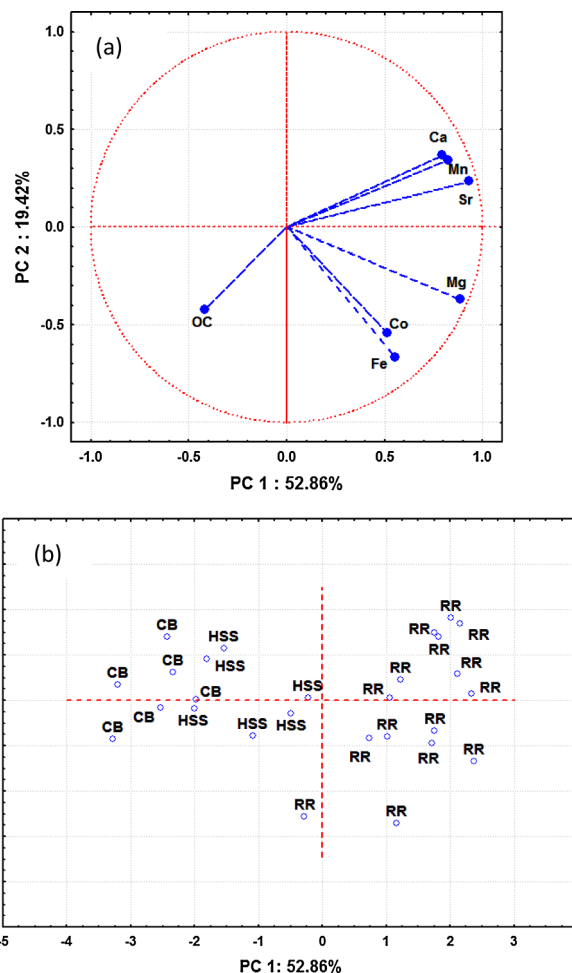 (a)
1.0
0.5
0.0
-0.5
-1.0
PC 2 : 19.42%
Ca
Mn
Sr
Mg
Co
Fe
OC
-1.0 -0.5 0.0 0.5 1.0
PC 1 : 52.86%
(b)
RR
CB RR RR
HSS RR
CB HSS RR
CB HSS RR RR RR
CB
CB HSS HSS HSS RR RR
CB RR RR
RR RR
-5 -4 -3 -2 -1 0 1 2 3
PC 1: 52.86%